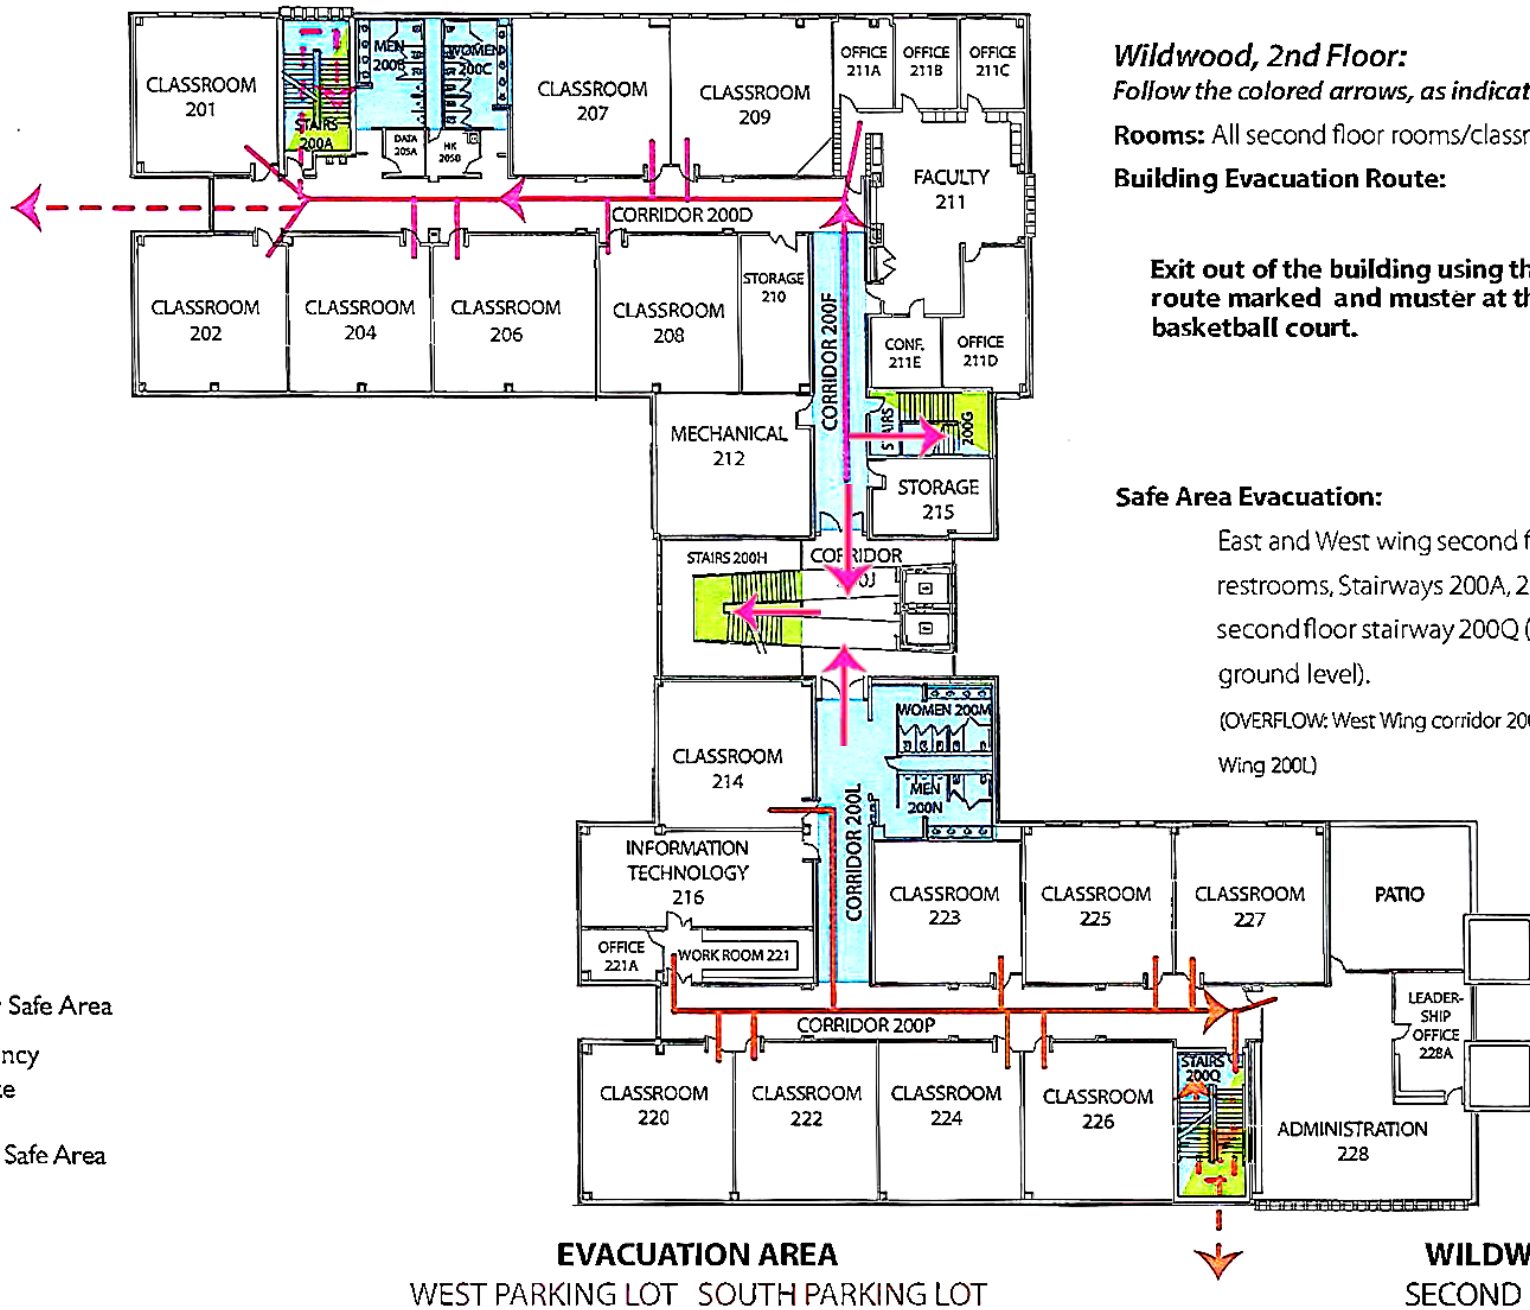 CLASSROOM
201
STAIRS
200A
MEN
200B
WOMEN
200C
DATA
205A
HK
205B
CLASSROOM
207
CLASSROOM
209
OFFICE
211A
OFFICE
211B
OFFICE
211C
FACULTY
211
CORRIDOR 200D
CLASSROOM
202
CLASSROOM
204
CLASSROOM
206
CLASSROOM
208
STORAGE
210
CORRIDOR 200F
CONF.
211E
OFFICE
211D
MECHANICAL
212
STAIRS
200G
STORAGE
215
STAIRS 200H
CORRIDOR
CLASSROOM
214
WOMEN 200M
MEN
200N
CORRIDOR 200L
INFORMATION
TECHNOLOGY
216
OFFICE
221A
WORK ROOM 221
CLASSROOM
223
CLASSROOM
225
CLASSROOM
227
PATIO
LEADER-
SHIP
OFFICE
228A
CORRIDOR 200P
CLASSROOM
220
CLASSROOM
222
CLASSROOM
224
CLASSROOM
226
STAIRS
200Q
ADMINISTRATION
228
Wildwood, 2nd Floor:
Follow the colored arrows, as indicat
Rooms: All second floor rooms/classr
Building Evacuation Route:
Exit out of the building using th
route marked and muster at th
basketball court.
Safe Area Evacuation:
East and West wing second f
restrooms, Stairways 200A, 2
second floor stairway 200Q (
ground level).
(OVERFLOW: West Wing corridor 20
Wing 200L)
Safe Area
ncy
te
Safe Area
EVACUATION AREA
WEST PARKING LOT SOUTH PARKING LOT
WILDW
SECOND